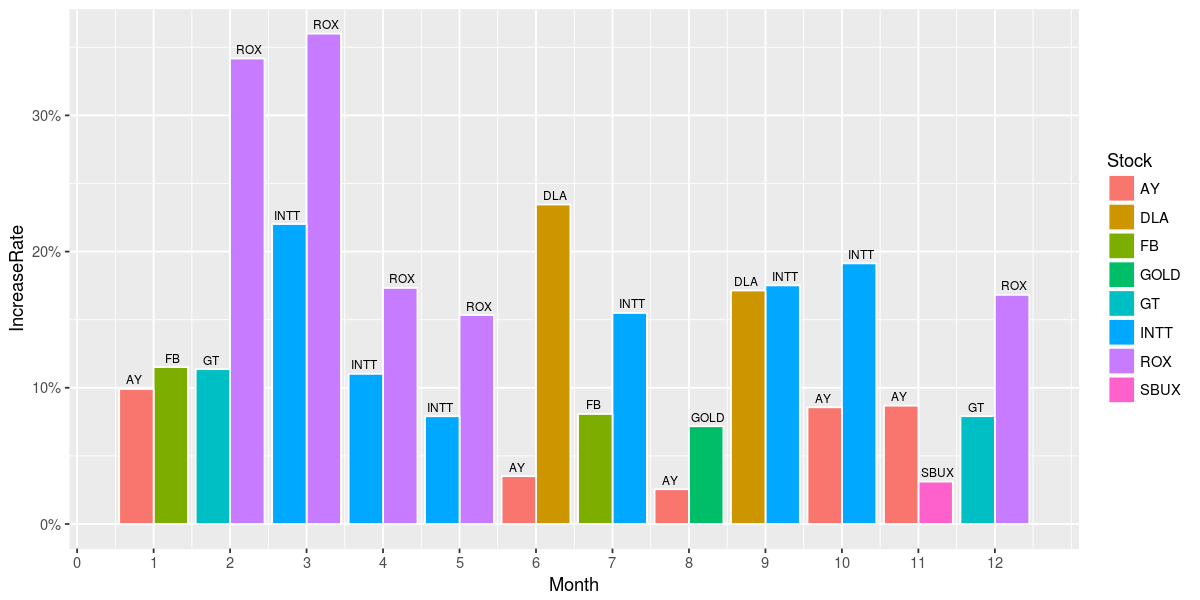 ROX
ROX
DLA
INTT
INTT
ROX
DLA
INTT
ROX
ROX
INTT
AY
FB
GT
INTT
INTT
AY
FB
AY
GOLD
AY
AY
SBUX
GT
30%
20%
10%
0%
IncreaseRate
0 1 2 3 4 5 6 7 8 9 10 11 12
Month
Stock
AY
DLA
FB
GOLD
GT
INTT
ROX
SBUX